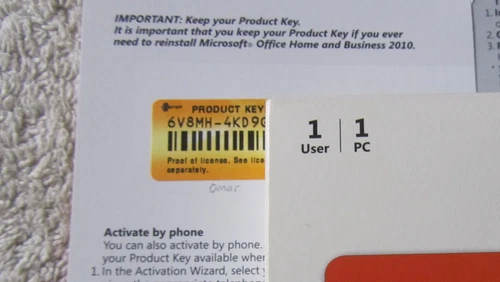 IMPORTANT: Keep your Product Key.
It is important that you keep your Product Key if you ever
need to reinstall Microsoft® Office Home and Business 2010.
PRODUCT KEY
6V8MH-4KD9
Proof of license. See
separately.
Omar
1 | 1
User PC
Activate by phone
You can also activate by phone.
your Product Key available
1. In the Activation Wizard, select